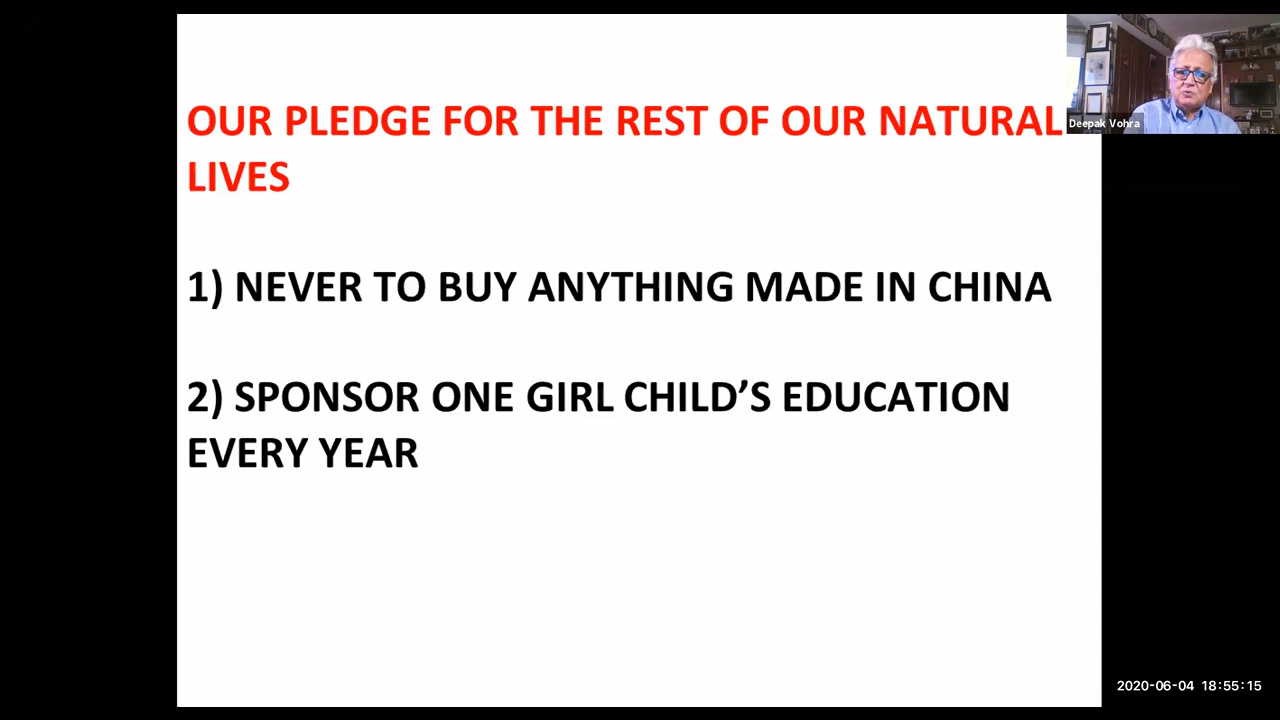 OUR PLEDGE FOR THE REST OF OUR NATURAL
LIVES
1) NEVER TO BUY ANYTHING MADE IN CHINA
2) SPONSOR ONE GIRL CHILD’S EDUCATION
EVERY YEAR
Deepak Vohra
2020-06-04 18:55:15